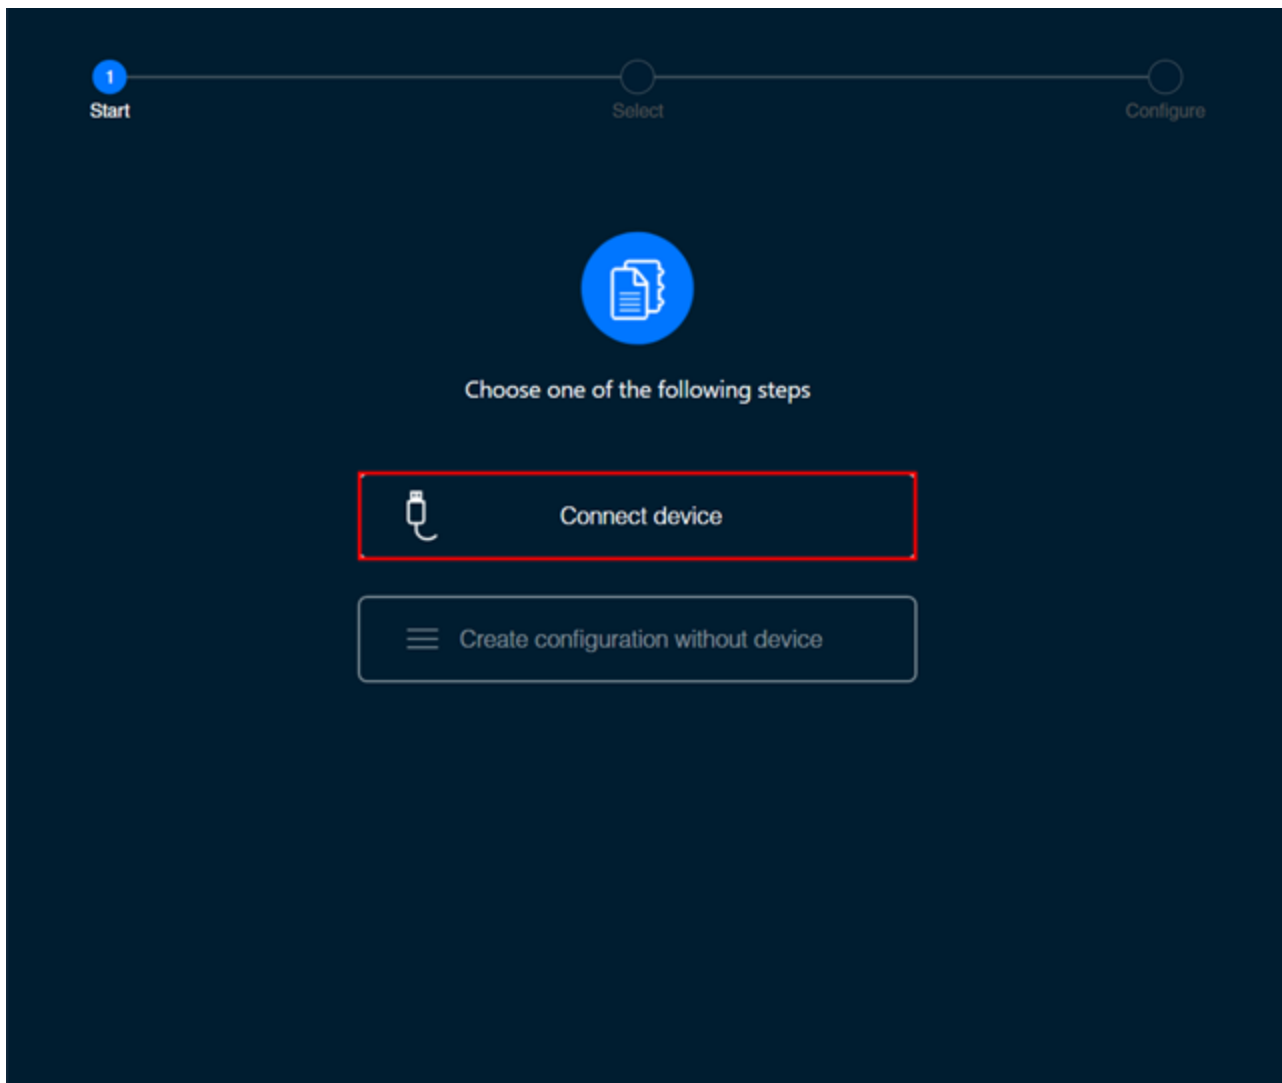 1
Start
Select
Configure
Choose one of the following steps
Connect device
Create configuration without device